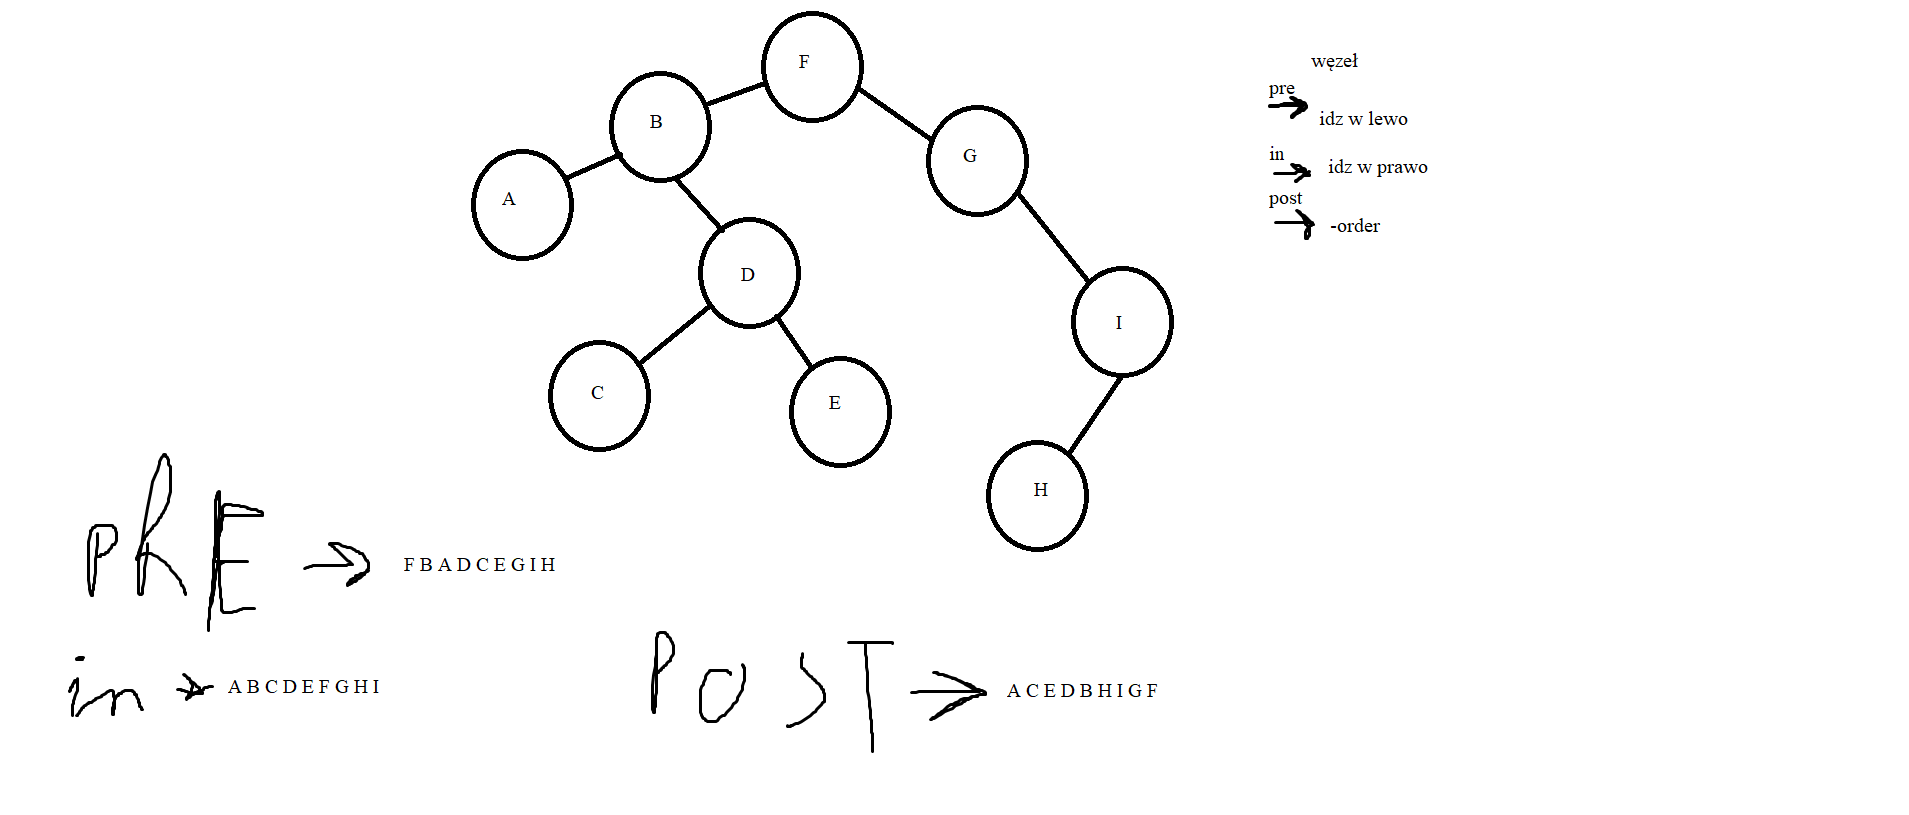 F
B
G
A
D
I
C
E
H
węzeł
pre
idz w lewo
in
idz w prawo
post
-order
PRE → F B A D C E G I H
in → A B C D E F G H I
POST → A C E D B H I G F